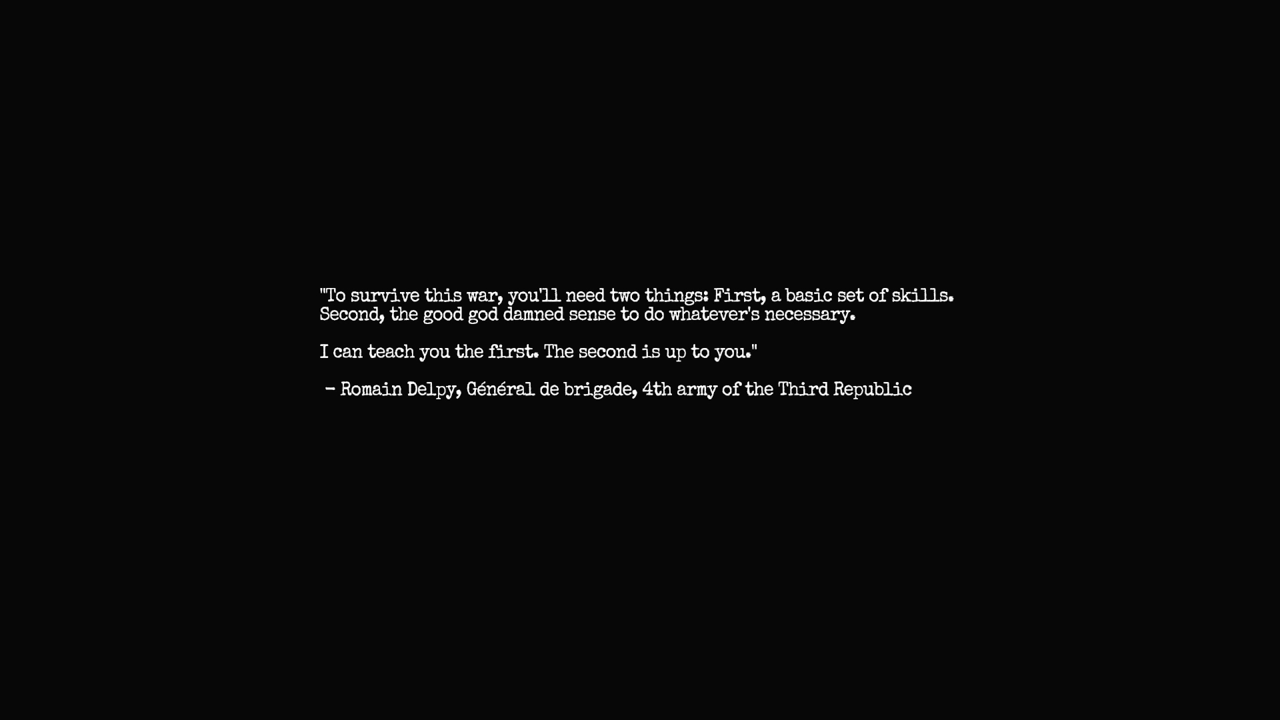 "To survive this war, you'll need two things: First, a basic set of skills.
Second, the good god damned sense to do whatever's necessary.
I can teach you the first. The second is up to you."
– Romain Delpy, Général de brigade, 4th army of the Third Republic